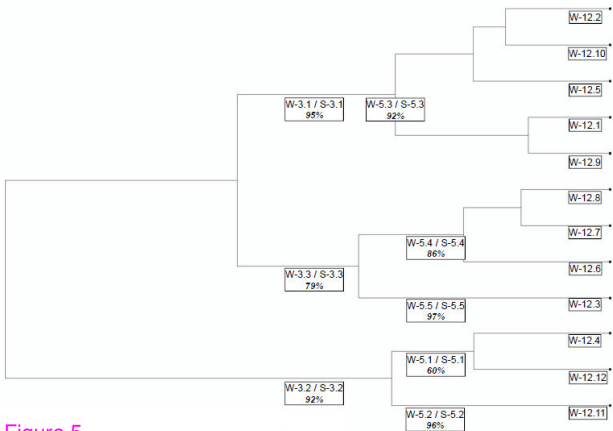 W-12.2
W-12.10
W-12.5
W-3.1 / S-3.1
95%
W-5.3 / S-5.3
92%
W-12.1
W-12.9
W-12.8
W-12.7
W-5.4 / S-5.4
86%
W-12.6
W-3.3 / S-3.3
79%
W-5.5 / S-5.5
97%
W-12.3
W-12.4
W-5.1 / S-5.1
60%
W-12.12
W-3.2 / S-3.2
92%
W-5.2 / S-5.2
96%
W-12.11
Figure 5